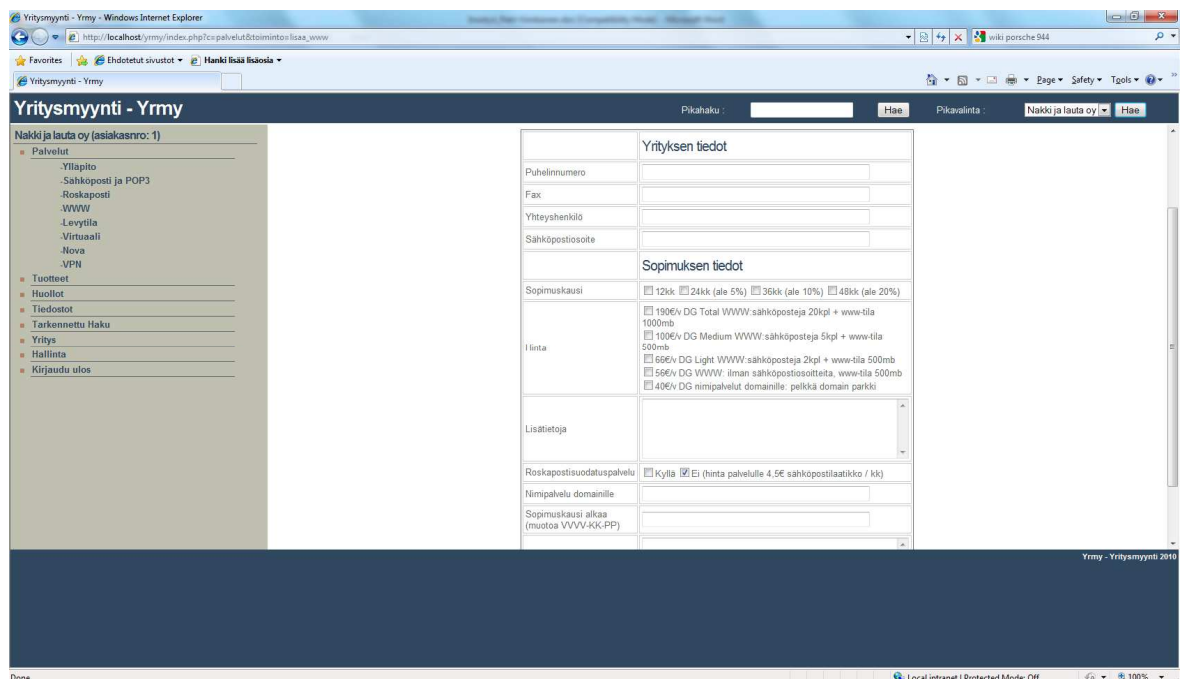 Yritysmyynti - Yrmy - Windows Internet Explorer
http://localhost/yrmy/index.php?c=palvelut&toiminto=lisaa_www
wiki porsche 944
Favorites
Ehdotetut sivustot
Hanki lisää lisäosia
Yritysmyynti - Yrmy
Page Safety Tools
Yritysmyynti - Yrmy
Pikahaku :
Hae
Pikavalinta :
Nakki ja lauta oy
Hae
Nakki ja lauta oy (asiakasnro: 1)
Palvelut
-Ylläpito
-Sähköposti ja POP3
-Roskaposti
-WWW
-Levytila
-Virtuaali
-Nova
-VPN
Tuotteet
Huollot
Tiedostot
Tarkennettu Haku
Yritys
Hallinta
Kirjaudu ulos
Yrityksen tiedot
Puhelinnumero
Fax
Yhteyshenkilö
Sähköpostiosoite
Sopimuksen tiedot
Sopimuskausi
12kk 24kk (ale 5%) 36kk (ale 10%) 48kk (ale 20%)
Hinta
190€/v DG Total WWW:sähköposteja 20kpl + www-tila
1000mb
100€/v DG Medium WWW:sähköposteja 5kpl + www-tila
500mb
66€/v DG Light WWW:sähköposteja 2kpl + www-tila 500mb
56€/v DG WWW: ilman sähköpostiosoitteita, www-tila 500mb
40€/v DG nimipalvelut domainille: pelkkä domain parkki
Lisätietoja
Roskapostisuodatuspalvelu
Kyllä Ei (hinta palvelulle 4,5€ sähköpostilaatikko / kk)
Nimipalvelu domainille
Sopimuskausi alkaa
(muotoa VVVV-KK-PP)
Yrmy - Yritysmyynti 2010
Done
Local intranet | Protected Mode: Off
100%